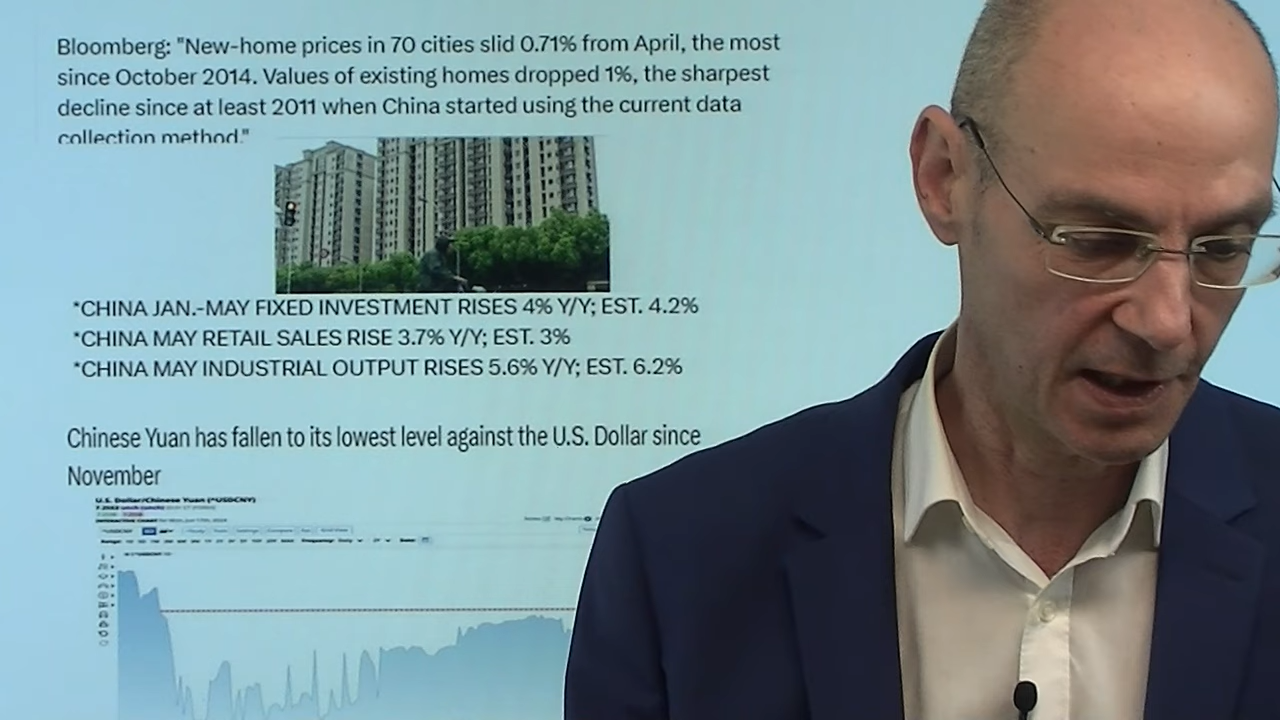 Bloomberg: "New-home prices in 70 cities slid 0.71% from April, the most
since October 2014. Values of existing homes dropped 1%, the sharpest
decline since at least 2011 when China started using the current data
collection method."
*CHINA JAN.-MAY FIXED INVESTMENT RISES 4% Y/Y; EST. 4.2%
*CHINA MAY RETAIL SALES RISE 3.7% Y/Y; EST. 3%
*CHINA MAY INDUSTRIAL OUTPUT RISES 5.6% Y/Y; EST. 6.2%
Chinese Yuan has fallen to its lowest level against the U.S. Dollar since
November
U.S. Dollar/Chinese Yuan (^USDCNY)